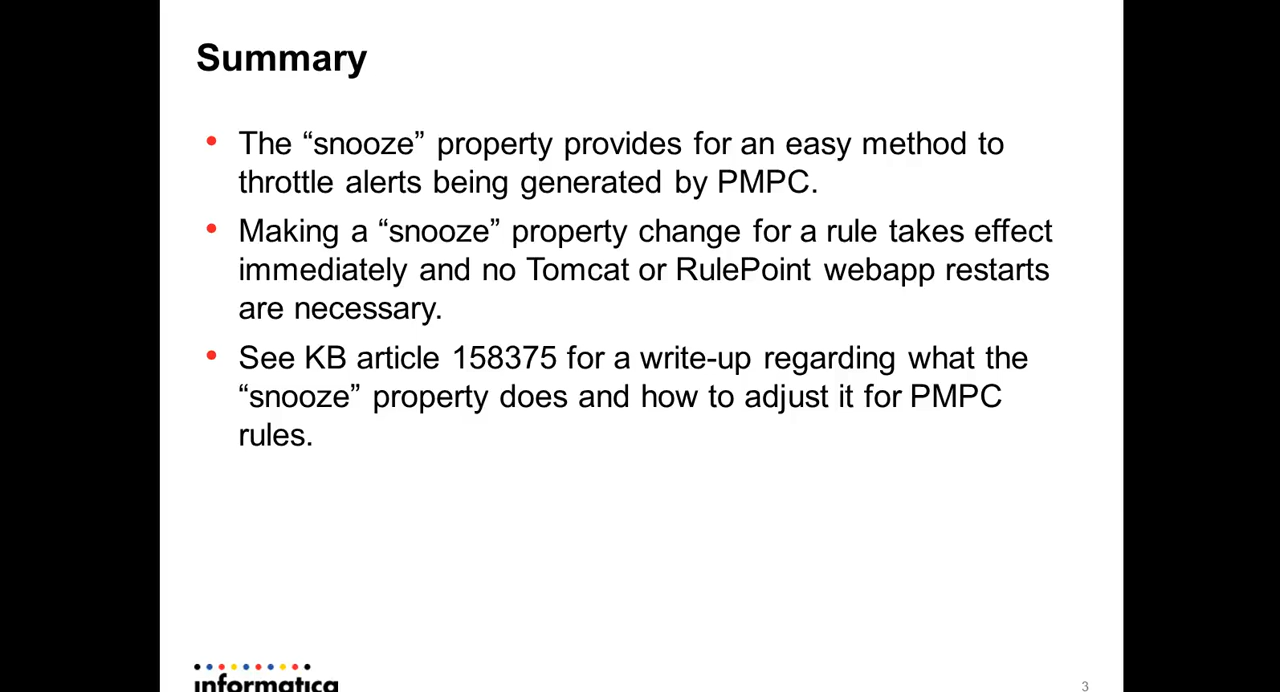 Summary
• The “snooze” property provides for an easy method to
throttle alerts being generated by PMPC.
• Making a “snooze” property change for a rule takes effect
immediately and no Tomcat or RulePoint webapp restarts
are necessary.
• See KB article 158375 for a write-up regarding what the
“snooze” property does and how to adjust it for PMPC
rules.
informatica
3